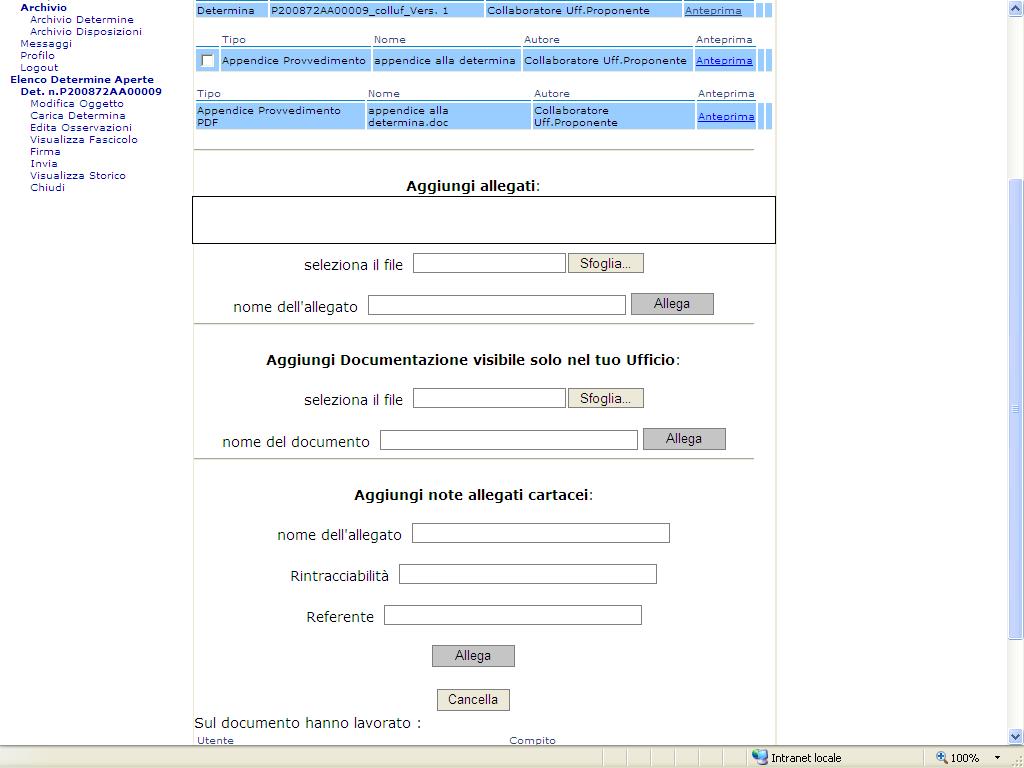 Archivo
Archivio Determine
Archivio Disposizioni
Messaggi
Profilo
Logout
Elenco Determine Aperte
Det. n.P200872AA00009
Modifica Oggetto
Carica Determina
Edita Osservazioni
Visualizza Fascicolo
Firma
Invia
Visualizza Storico
Chiudi
Determina P200872AA00009_colluf_Vers. 1 Collaboratore Uff.Proponente Anteprima
Tipo Nome Autore Anteprima
Appendice Provvedimento appendice alla determina Collaboratore Uff.Proponente Anteprima
Tipo Nome Autore Anteprima
Appendice Provvedimento PDF appendice alla determina.doc Collaboratore Uff.Proponente Anteprima
Aggiungi allegati:
seleziona il file Sfoglia...
nome dell'allegato Allega
Aggiungi Documentazione visibile solo nel tuo Ufficio:
seleziona il file Sfoglia...
nome del documento Allega
Aggiungi note allegati cartacei:
nome dell'allegato
Rintracciabilità
Referente
Allega
Cancella
Sul documento hanno lavorato :
Utente Compito
Intranet locale 100%